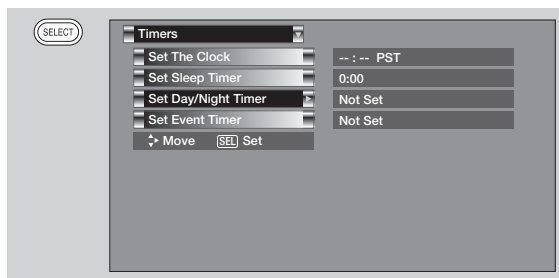 SELECT
Timers
Set The Clock -- : -- PST
Set Sleep Timer 0:00
Set Day/Night Timer Not Set
Set Event Timer Not Set
Move SEL Set